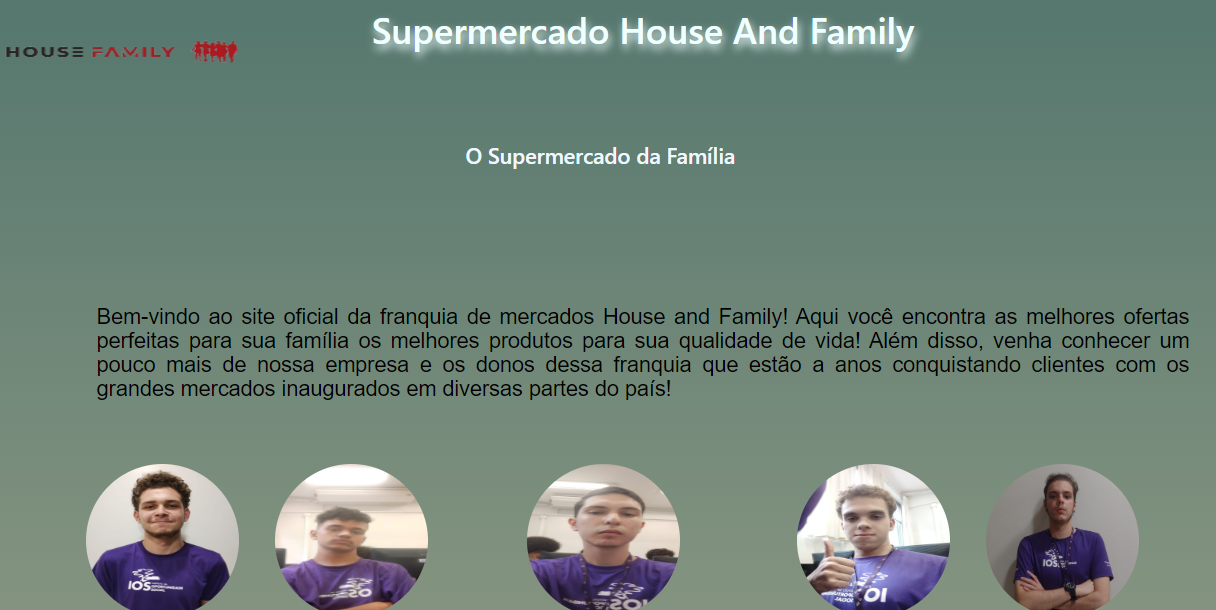 Supermercado House And Family
HOUSE FAMILY
O Supermercado da Família
Bem-vindo ao site oficial da franquia de mercados House and Family! Aqui você encontra as melhores ofertas
perfeitas para sua família os melhores produtos para sua qualidade de vida! Além disso, venha conhecer um
pouco mais de nossa empresa e os donos dessa franquia que estão a anos conquistando clientes com os
grandes mercados inaugurados em diversas partes do país!
IOS
IOS
IOS